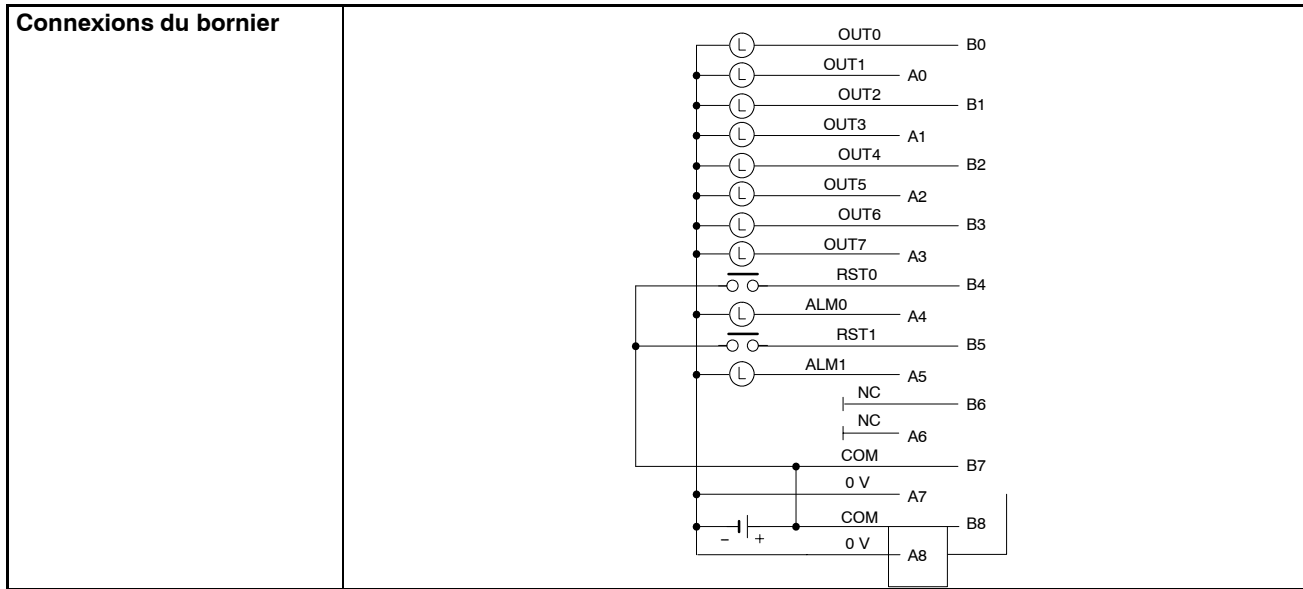 Connexions du bornier
OUT0 B0
L
OUT1 A0
L
OUT2 B1
L
OUT3 A1
L
OUT4 B2
L
OUT5 A2
L
OUT6 B3
L
OUT7 A3
L
RST0 B4
ALM0 A4
L
RST1 B5
ALM1 A5
L
NC B6
NC A6
COM B7
0 V A7
COM B8
– +
0 V A8